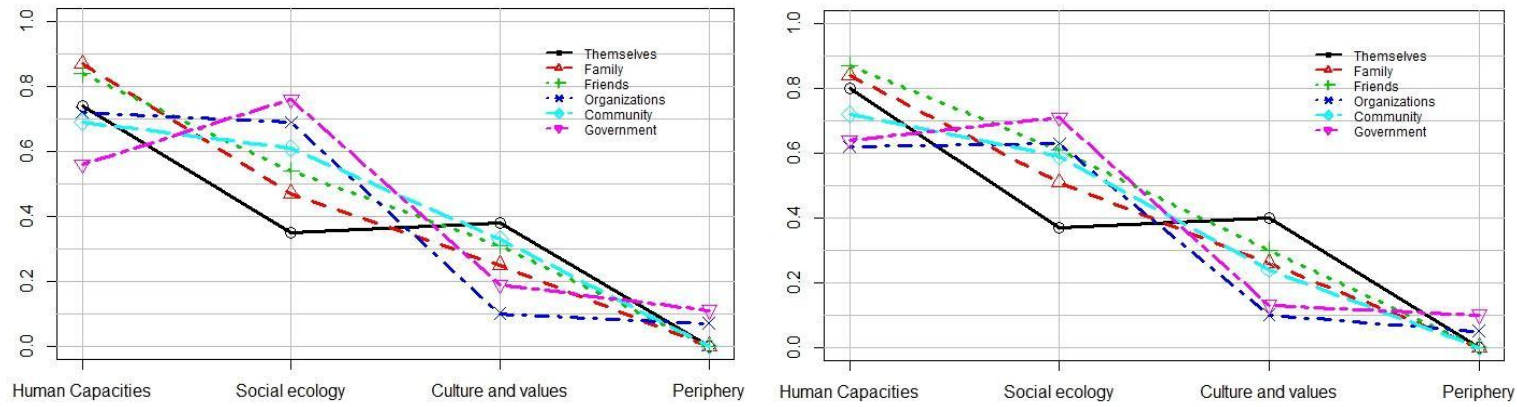 1.0
0.8
0.6
0.4
0.2
0.0
Themselves
Family
Friends
Organizations
Community
Government
Human Capacities
Social ecology
Culture and values
Periphery
1.0
0.8
0.6
0.4
0.2
0.0
Themselves
Family
Friends
Organizations
Community
Government
Human Capacities
Social ecology
Culture and values
Periphery